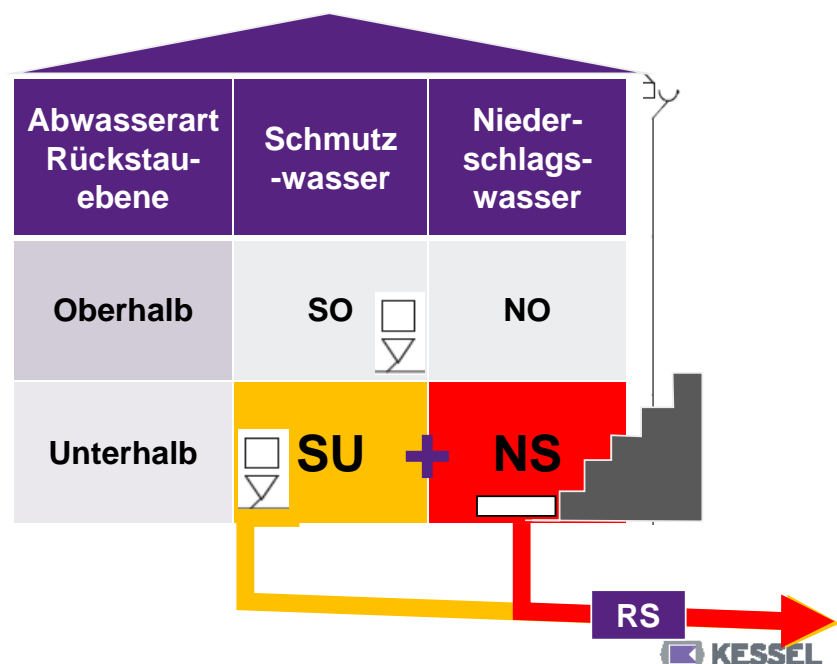 Abwasserart
Rückstau-
ebene
Schmutz
-wasser
Nieder-
schlags-
wasser
Oberhalb
SO
NO
Unterhalb
SU + NS
RS
KESSEL